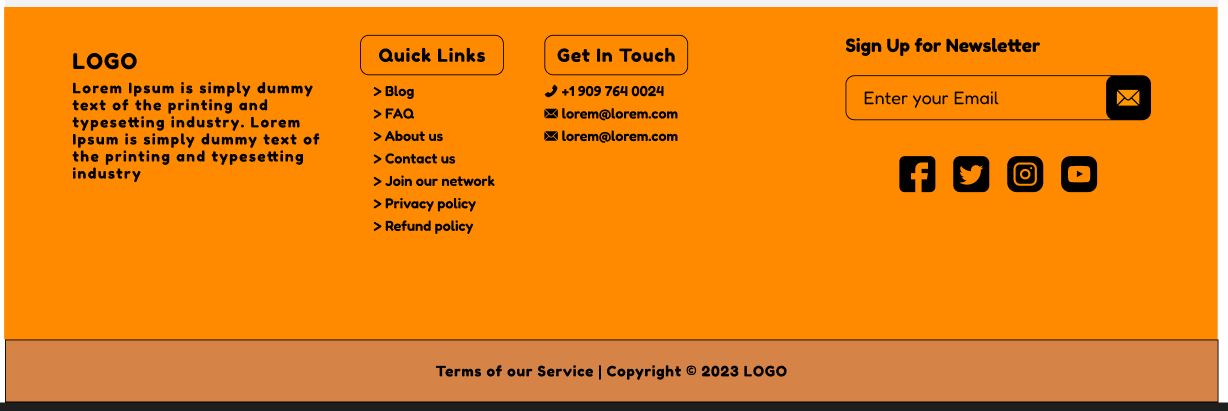 LOGO
Lorem Ipsum is simply dummy
text of the printing and
typesetting industry. Lorem
Ipsum is simply dummy text of
the printing and typesetting
industry
Quick Links
> Blog
> FAQ
> About us
> Contact us
> Join our network
> Privacy policy
> Refund policy
Get In Touch
+1 909 764 0024
lorem@lorem.com
lorem@lorem.com
Sign Up for Newsletter
Enter your Email
Terms of our Service | Copyright © 2023 LOGO